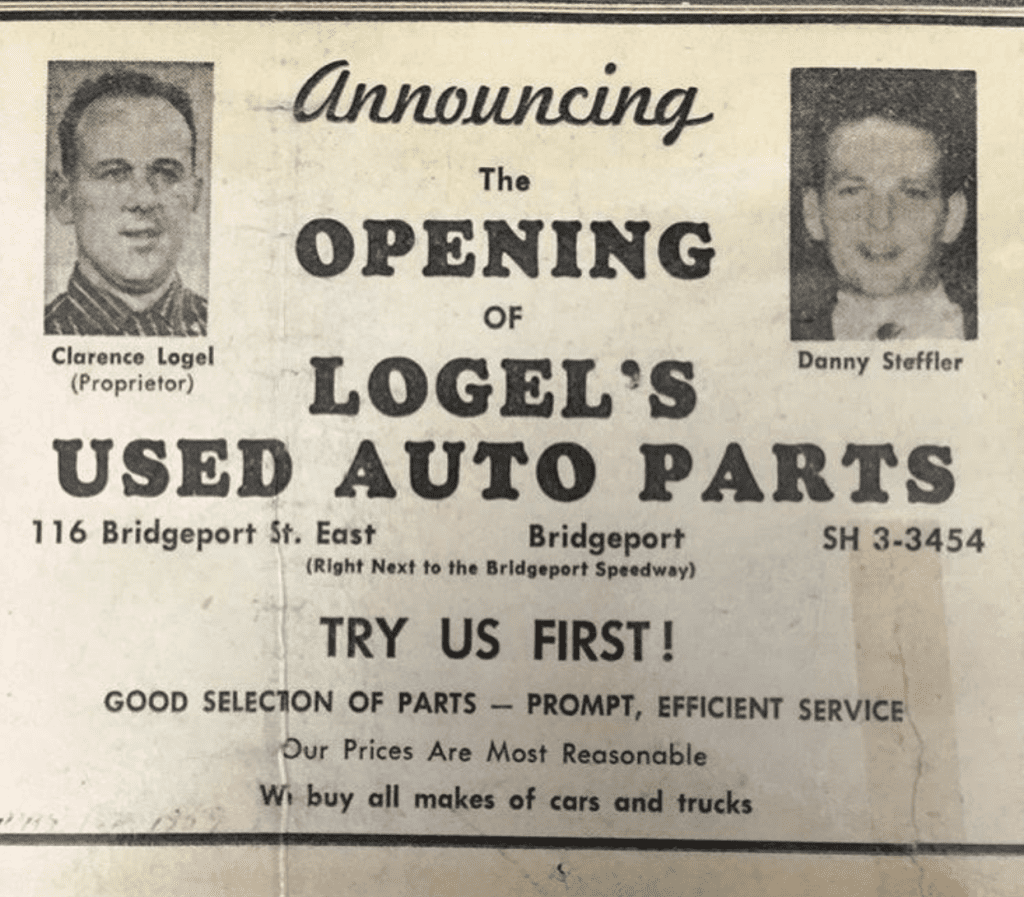 Announcing
The
OPENING
OF
LOGEL'S
USED AUTO PARTS
Clarence Logel
(Proprietor)
Danny Steffler
116 Bridgeport St. East Bridgeport SH 3-3454
(Right Next to the Bridgeport Speedway)
TRY US FIRST!
GOOD SELECTION OF PARTS — PROMPT, EFFICIENT SERVICE
Our Prices Are Most Reasonable
We buy all makes of cars and trucks